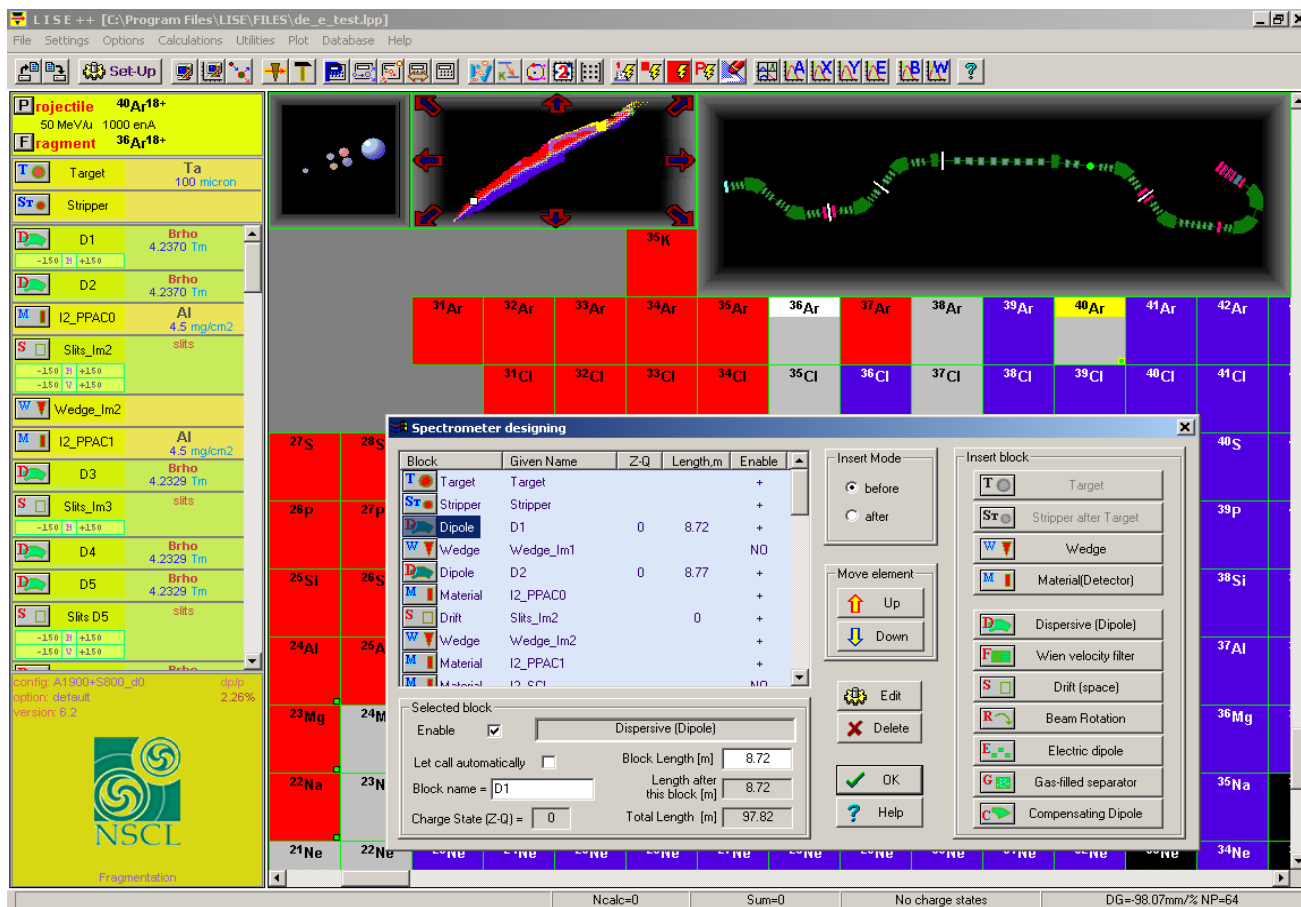 L I S E ++ [C:\Program Files\LISE\FILES\de_e_test.lpp]
File Settings Options Calculations Utilities Plot Database Help
Set-Up
Projectile 40Ar18+
50 MeV/u 1000 enA
Fragment 36Ar18+
T Target Ta
100 micron
ST Stripper
D D1 Brho
4.2370 Tm
-150 H +150
D D2 Brho
4.2370 Tm
M I2_PPAC0 Al
4.5 mg/cm2
S Slits_Im2 slits
-150 H +150
-150 V +150
W Wedge_Im2
M I2_PPAC1 Al
4.5 mg/cm2
D D3 Brho
4.2329 Tm
S Slits_Im3 slits
-150 H +150
D D4 Brho
4.2329 Tm
D D5 Brho
4.2329 Tm
S Slits D5 slits
-150 H +150
-150 V +150
Brho
config: A1900+S800_d0 dp/p
option: default 2.26%
version: 6.2
NSCL
Fragmentation
35K
31Ar 32Ar 33Ar 34Ar 35Ar 36Ar 37Ar 38Ar 39Ar 40Ar 41Ar 42Ar
31Cl 32Cl 33Cl 34Cl 35Cl 36Cl 37Cl 38Cl 39Cl 40Cl 41Cl
27S 28S 40S
26P 27P 39P
25Si 26S 38Si
24Al 25A 37Al
23Mg 24M 36Mg
22Na 23N 35Na
21Ne 22Ne 34Ne
Spectrometer designing
Block Given Name Z-Q Length,m Enable
T Target Target +
ST Stripper Stripper +
D Dipole D1 0 8.72 +
W Wedge Wedge_Im1 NO
D Dipole D2 0 8.77 +
M Material I2_PPAC0 +
S Drift Slits_Im2 0 +
W Wedge Wedge_Im2 +
M Material I2_PPAC1 +
M Material I2_SCI NO
Selected block
Enable Dispersive (Dipole)
Let call automatically Block Length [m] 8.72
Block name = D1 Length after
this block [m] 8.72
Charge State (Z-Q) = 0 Total Length [m] 97.82
Insert Mode
before
after
Move element
Up
Down
Edit
Delete
OK
? Help
Insert block
T Target
ST Stripper after Target
W Wedge
M Material(Detector)
D Dispersive (Dipole)
F Wien velocity filter
S Drift (space)
R Beam Rotation
E Electric dipole
G Gas-filled separator
C Compensating Dipole
Ncalc=0 Sum=0 No charge states DG=-98.07mm/% NP=64